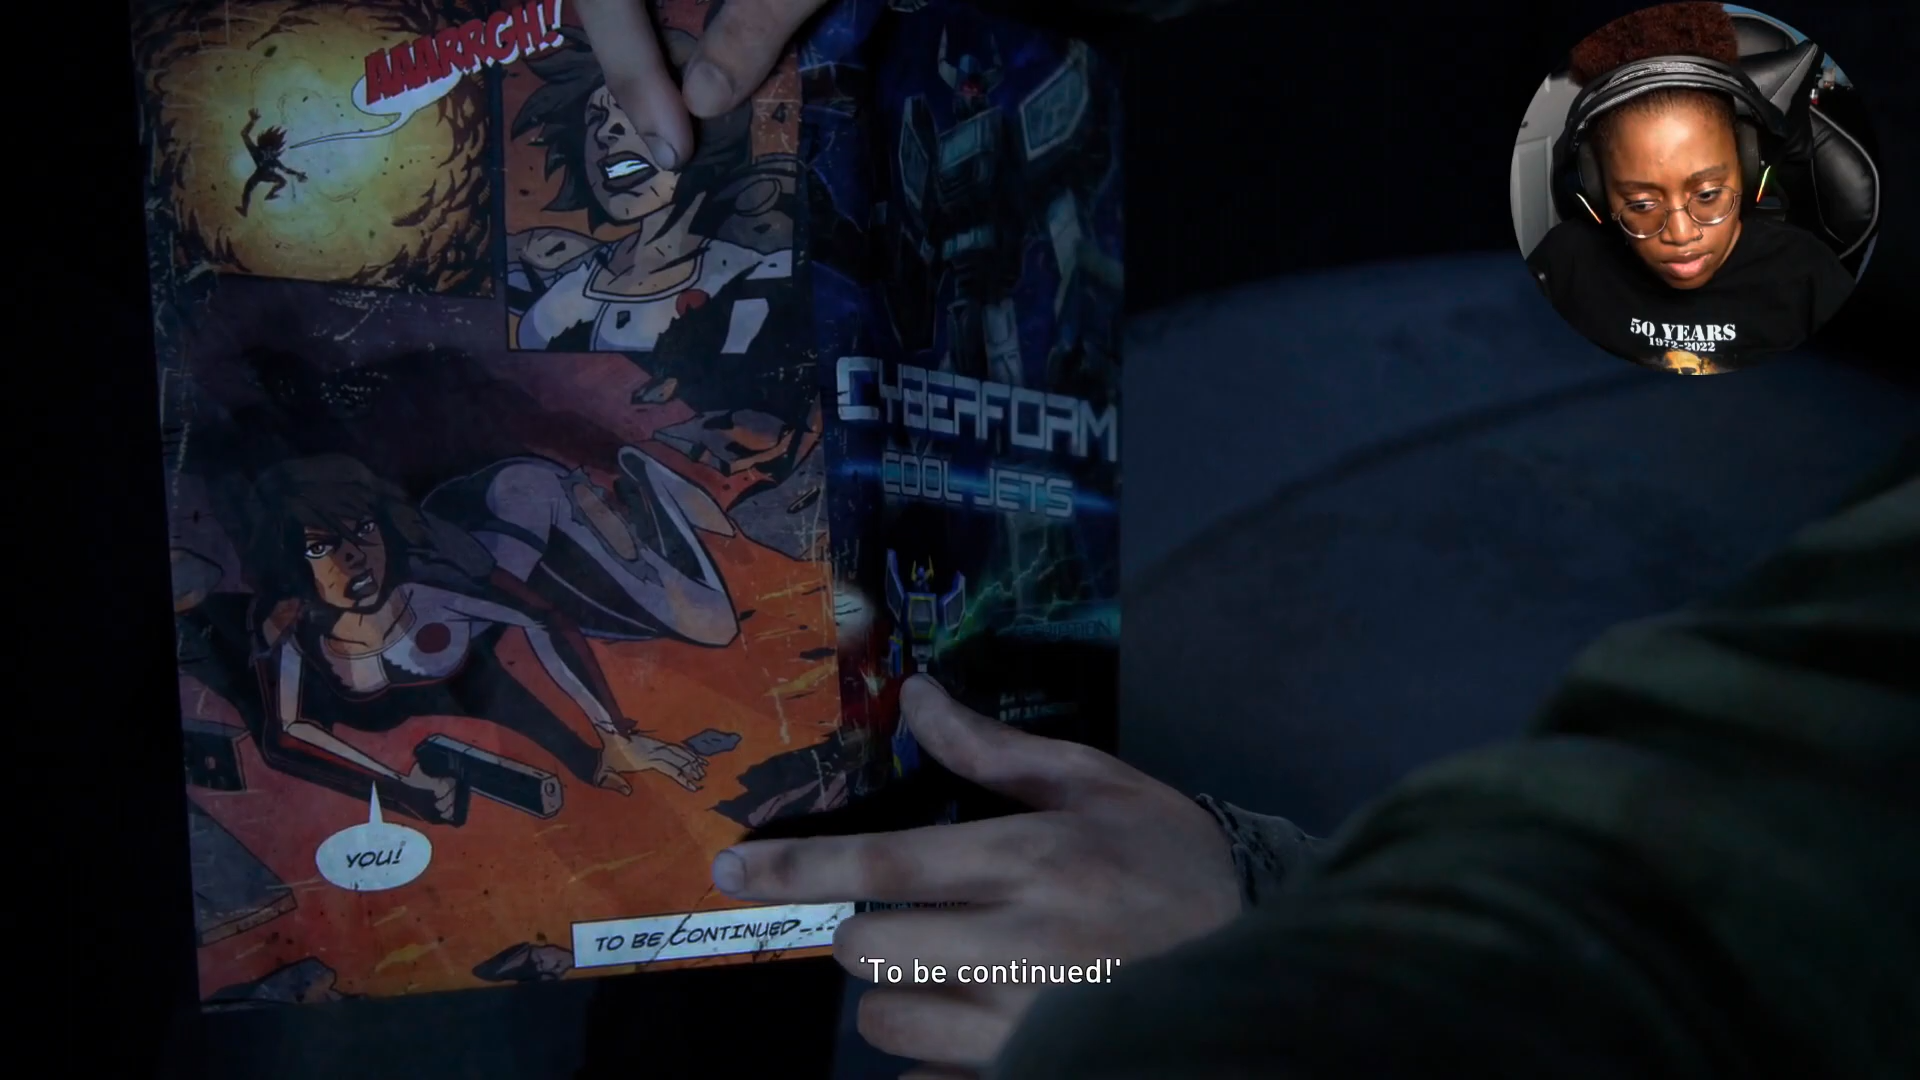 AAARRGH!
CYBERFORM
COOL JETS
50 YEARS
1972-2022
YOU!
TO BE CONTINUED---
‘To be continued!'